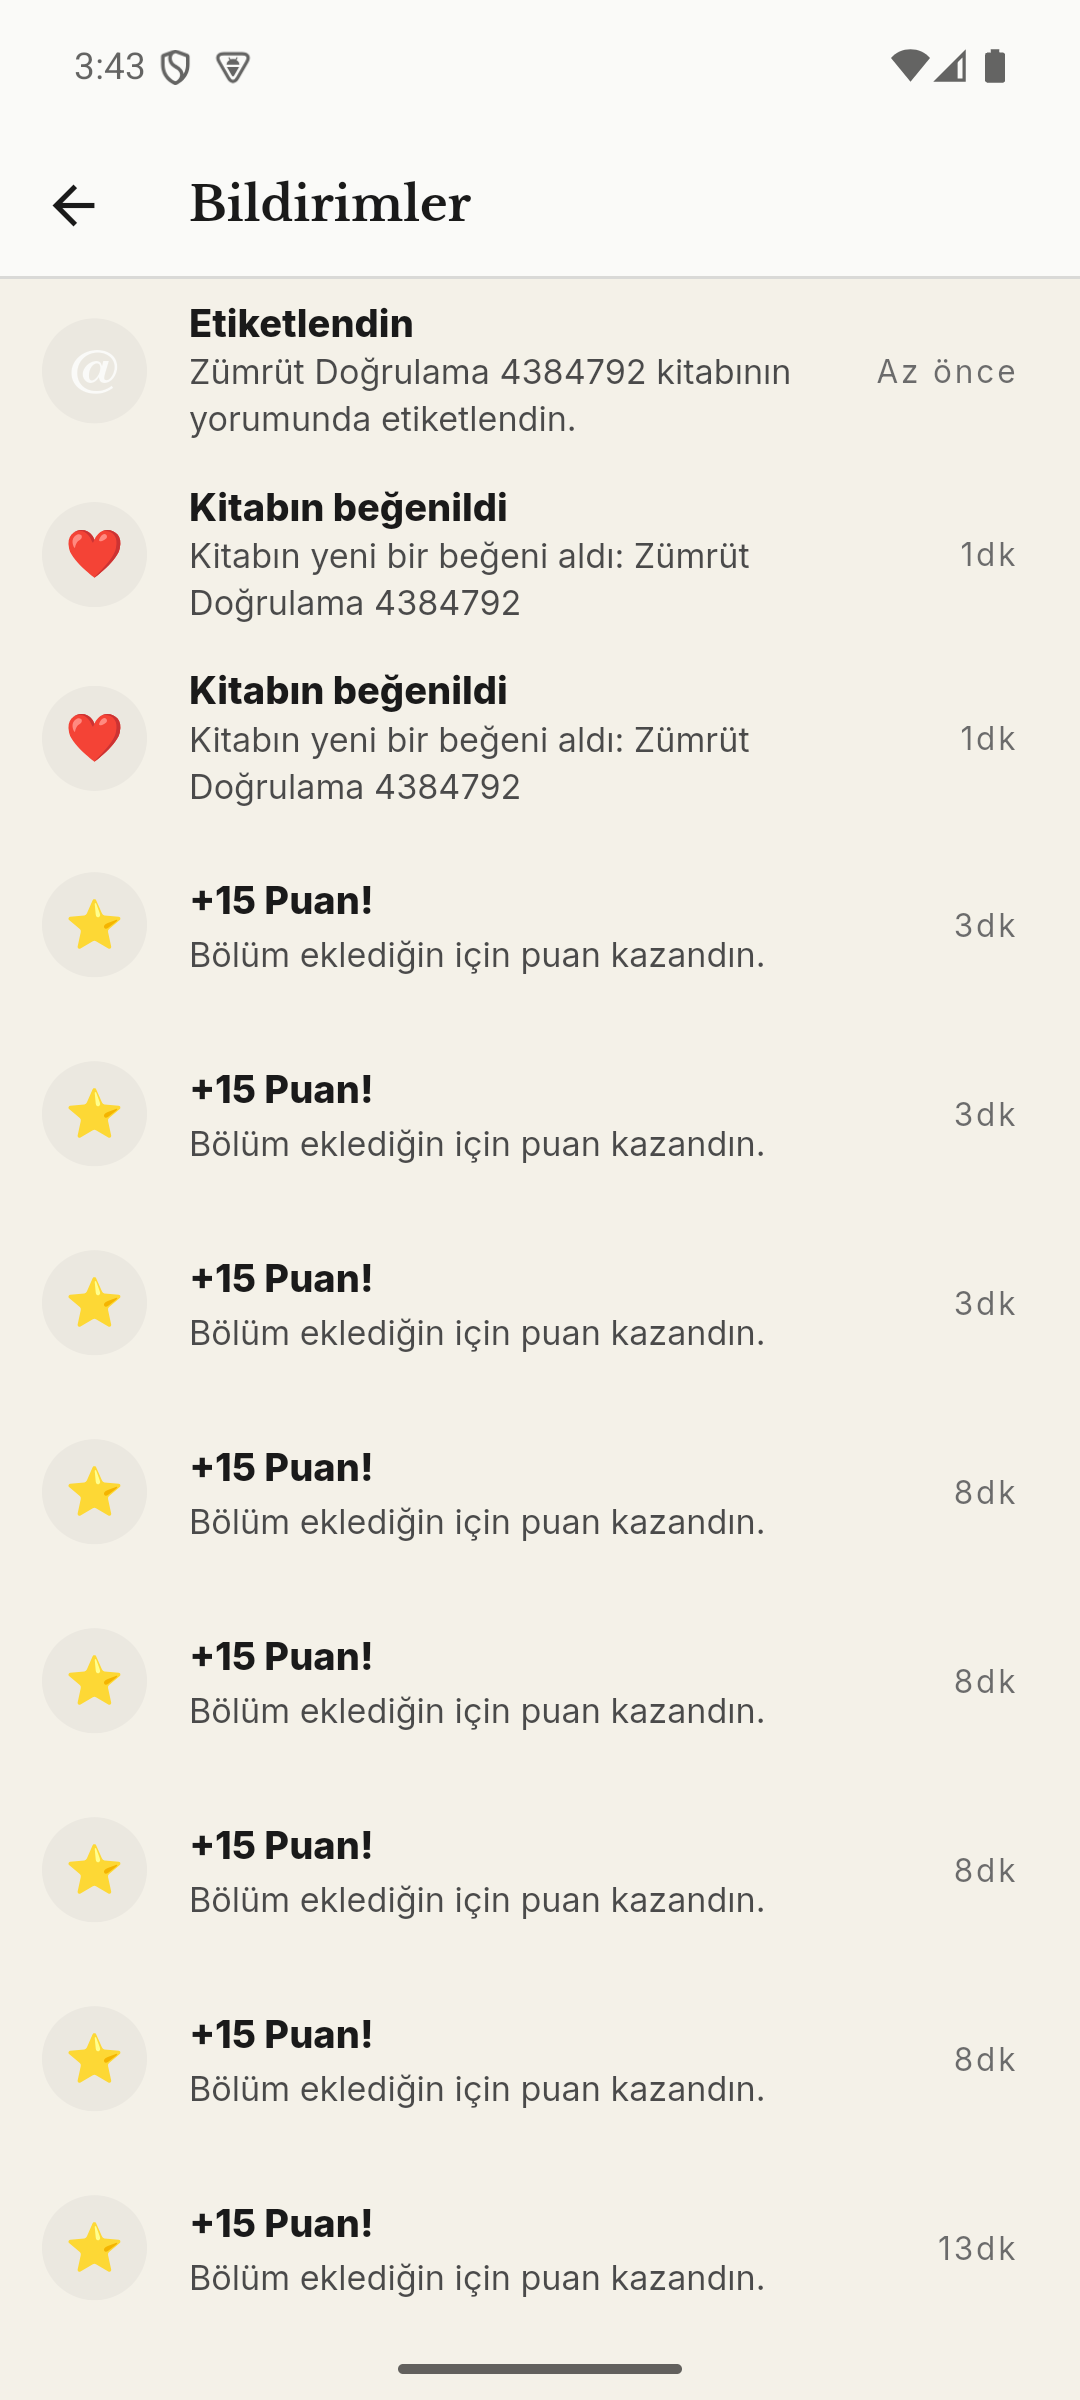 3:43
Bildirimler
@
Etiketlendin
Zümrüt Doğrulama 4384792 kitabının
yorumunda etiketlendin.
Az önce
Kitabın beğenildi
Kitabın yeni bir beğeni aldı: Zümrüt
Doğrulama 4384792
1dk
Kitabın beğenildi
Kitabın yeni bir beğeni aldı: Zümrüt
Doğrulama 4384792
1dk
+15 Puan!
Bölüm eklediğin için puan kazandın.
3dk
+15 Puan!
Bölüm eklediğin için puan kazandın.
3dk
+15 Puan!
Bölüm eklediğin için puan kazandın.
3dk
+15 Puan!
Bölüm eklediğin için puan kazandın.
8dk
+15 Puan!
Bölüm eklediğin için puan kazandın.
8dk
+15 Puan!
Bölüm eklediğin için puan kazandın.
8dk
+15 Puan!
Bölüm eklediğin için puan kazandın.
8dk
+15 Puan!
Bölüm eklediğin için puan kazandın.
13dk